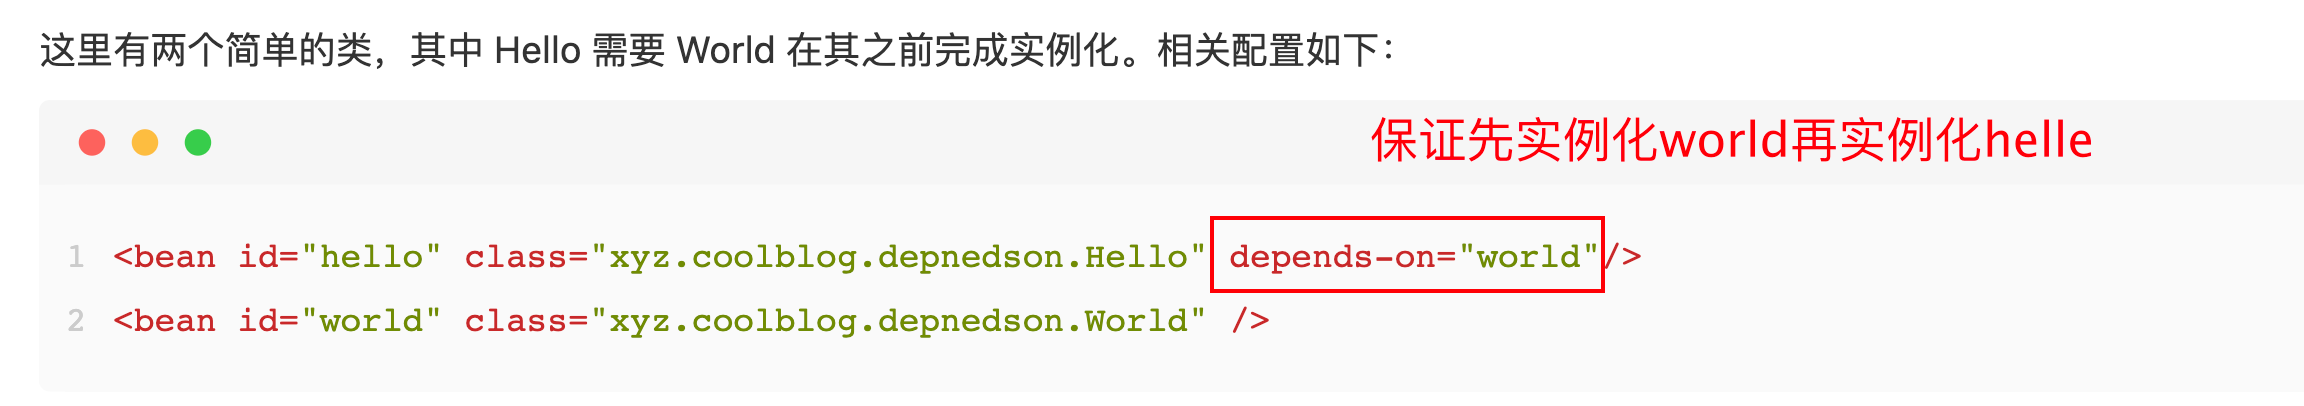 这里有两个简单的类，其中 Hello 需要 World 在其之前完成实例化。相关配置如下：
保证先实例化world再实例化helle
1 <bean id="hello" class="xyz.coolblog.depnedson.Hello" depends-on="world"/>
2 <bean id="world" class="xyz.coolblog.depnedson.World" />